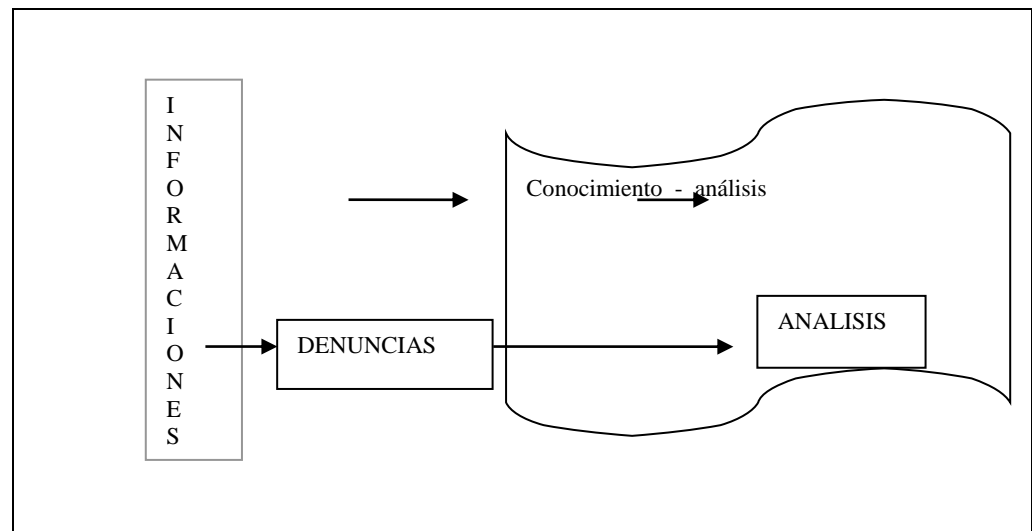 I
N
F
O
R
M
A
C
I
O
N
E
S
Conocimiento - análisis
DENUNCIAS
ANALISIS